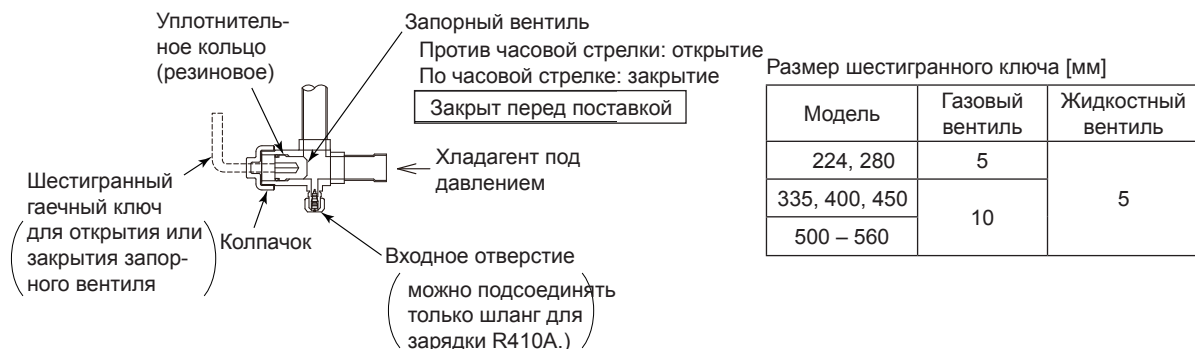 Уплотнитель-
ное кольцо
(резиновое)
Запорный вентиль
Против часовой стрелки: открытие
По часовой стрелке: закрытие
Закрыт перед поставкой
Хладагент под
давлением
Шестигранный
гаечный ключ
для открытия или
закрытия запор-
ного вентиля
Колпачок
Входное отверстие
можно подсоединять
только шланг для
зарядки R410A.)
Размер шестигранного ключа [мм]
Модель
Газовый
вентиль
Жидкостный
вентиль
224, 280
5
5
335, 400, 450
10
500 – 560